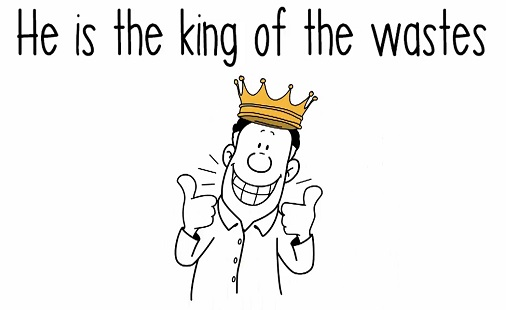 He is the king of the wastes